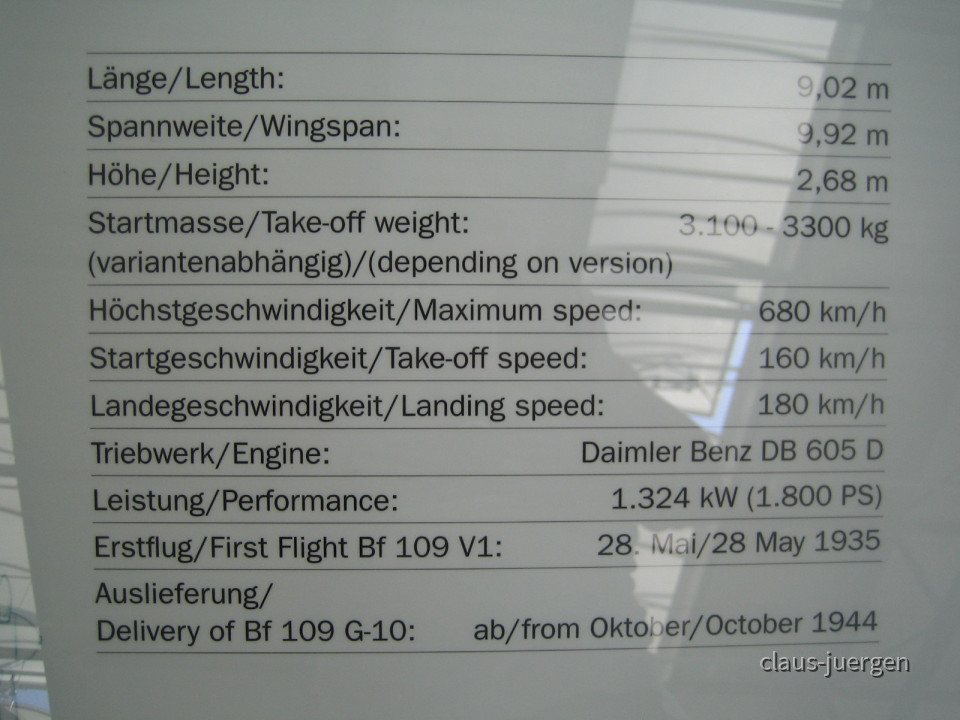 Länge/Length: 9,02 m
Spannweite/Wingspan: 9,92 m
Höhe/Height: 2,68 m
Startmasse/Take-off weight: 3.100 - 3300 kg
(variantenabhängig)/(depending on version)
Höchstgeschwindigkeit/Maximum speed: 680 km/h
Startgeschwindigkeit/Take-off speed: 160 km/h
Landegeschwindigkeit/Landing speed: 180 km/h
Triebwerk/Engine: Daimler Benz DB 605 D
Leistung/Performance: 1.324 kW (1.800 PS)
Erstflug/First Flight Bf 109 V1: 28. Mai/28 May 1935
Auslieferung/
Delivery of Bf 109 G-10: ab/from Oktober/October 1944
claus-juergen